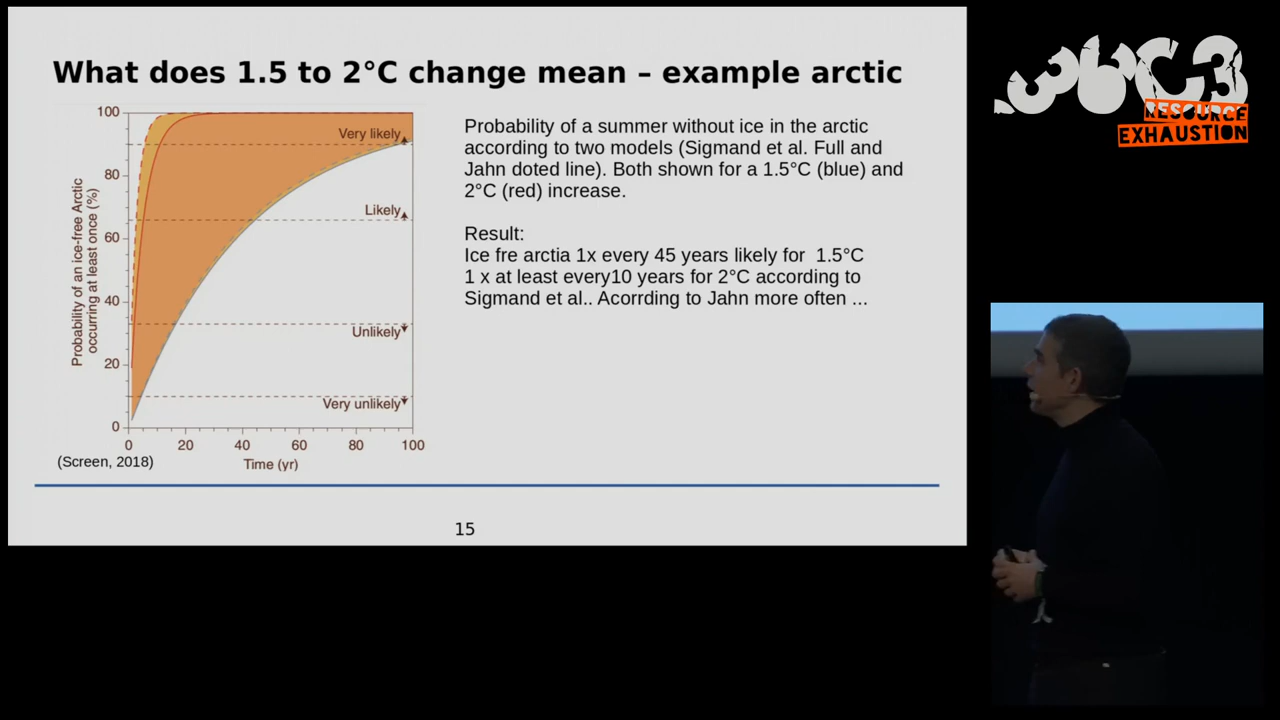 What does 1.5 to 2°C change mean – example arctic
Probability of an ice-free Arctic
occurring at least once (%)
100
80
60
40
20
0
Very likely
Likely
Unlikely
Very unlikely
0 20 40 60 80 100
Time (yr)
(Screen, 2018)
Probability of a summer without ice in the arctic
according to two models (Sigmand et al. Full and
Jahn doted line). Both shown for a 1.5°C (blue) and
2°C (red) increase.
Result:
Ice fre arctia 1x every 45 years likely for 1.5°C
1 x at least every10 years for 2°C according to
Sigmand et al.. Acorrding to Jahn more often ...
15
36C3
RESOURCE
EXHAUSTION